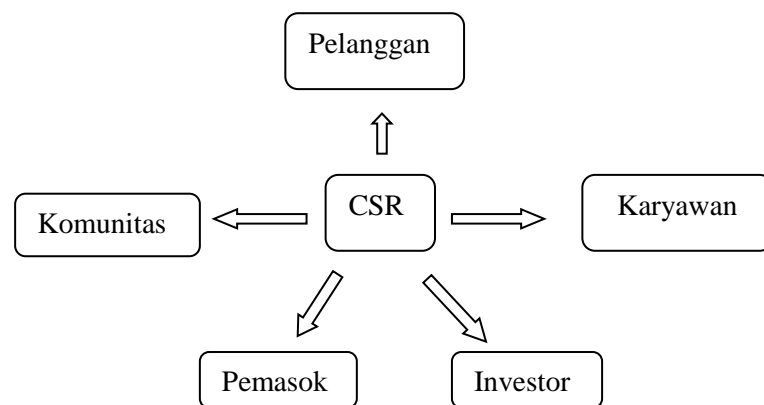 Pelanggan
Komunitas
CSR
Karyawan
Pemasok
Investor